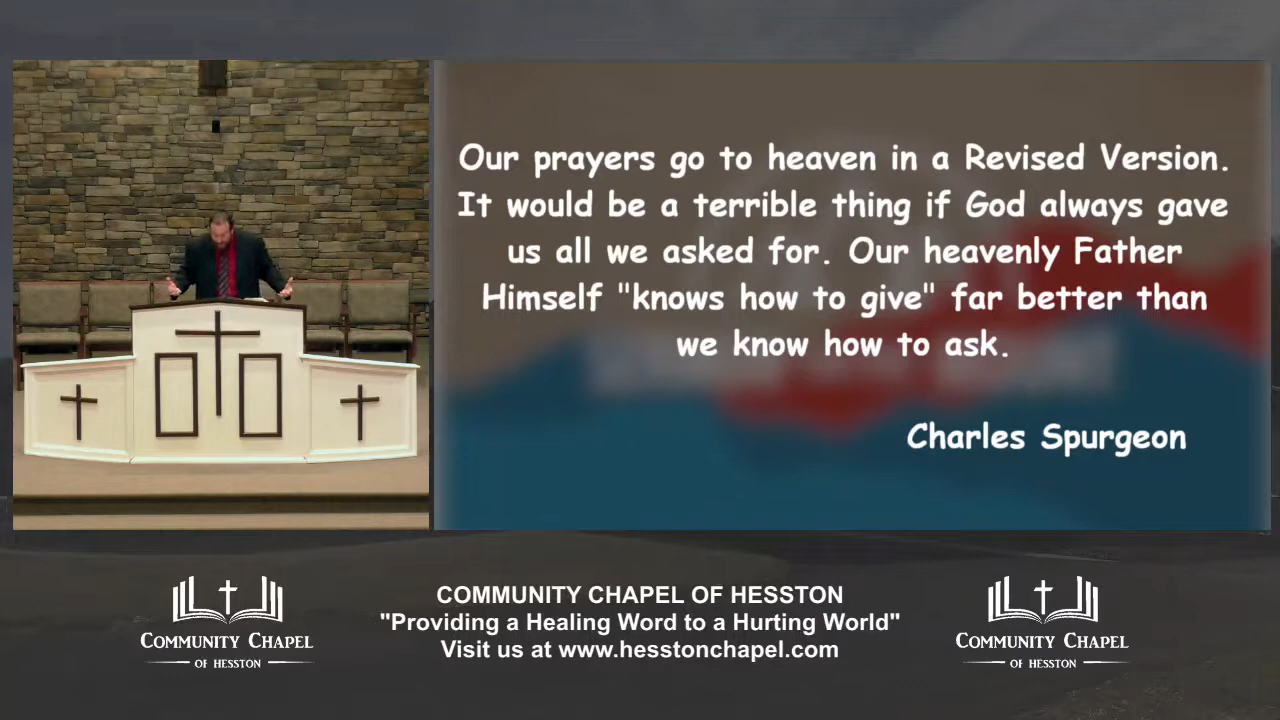 Our prayers go to heaven in a Revised Version.
It would be a terrible thing if God always gave
us all we asked for. Our heavenly Father
Himself "knows how to give" far better than
we know how to ask.
Charles Spurgeon
COMMUNITY CHAPEL
OF HESSTON
COMMUNITY CHAPEL OF HESSTON
"Providing a Healing Word to a Hurting World"
Visit us at www.hesstonchapel.com
COMMUNITY CHAPEL
OF HESSTON